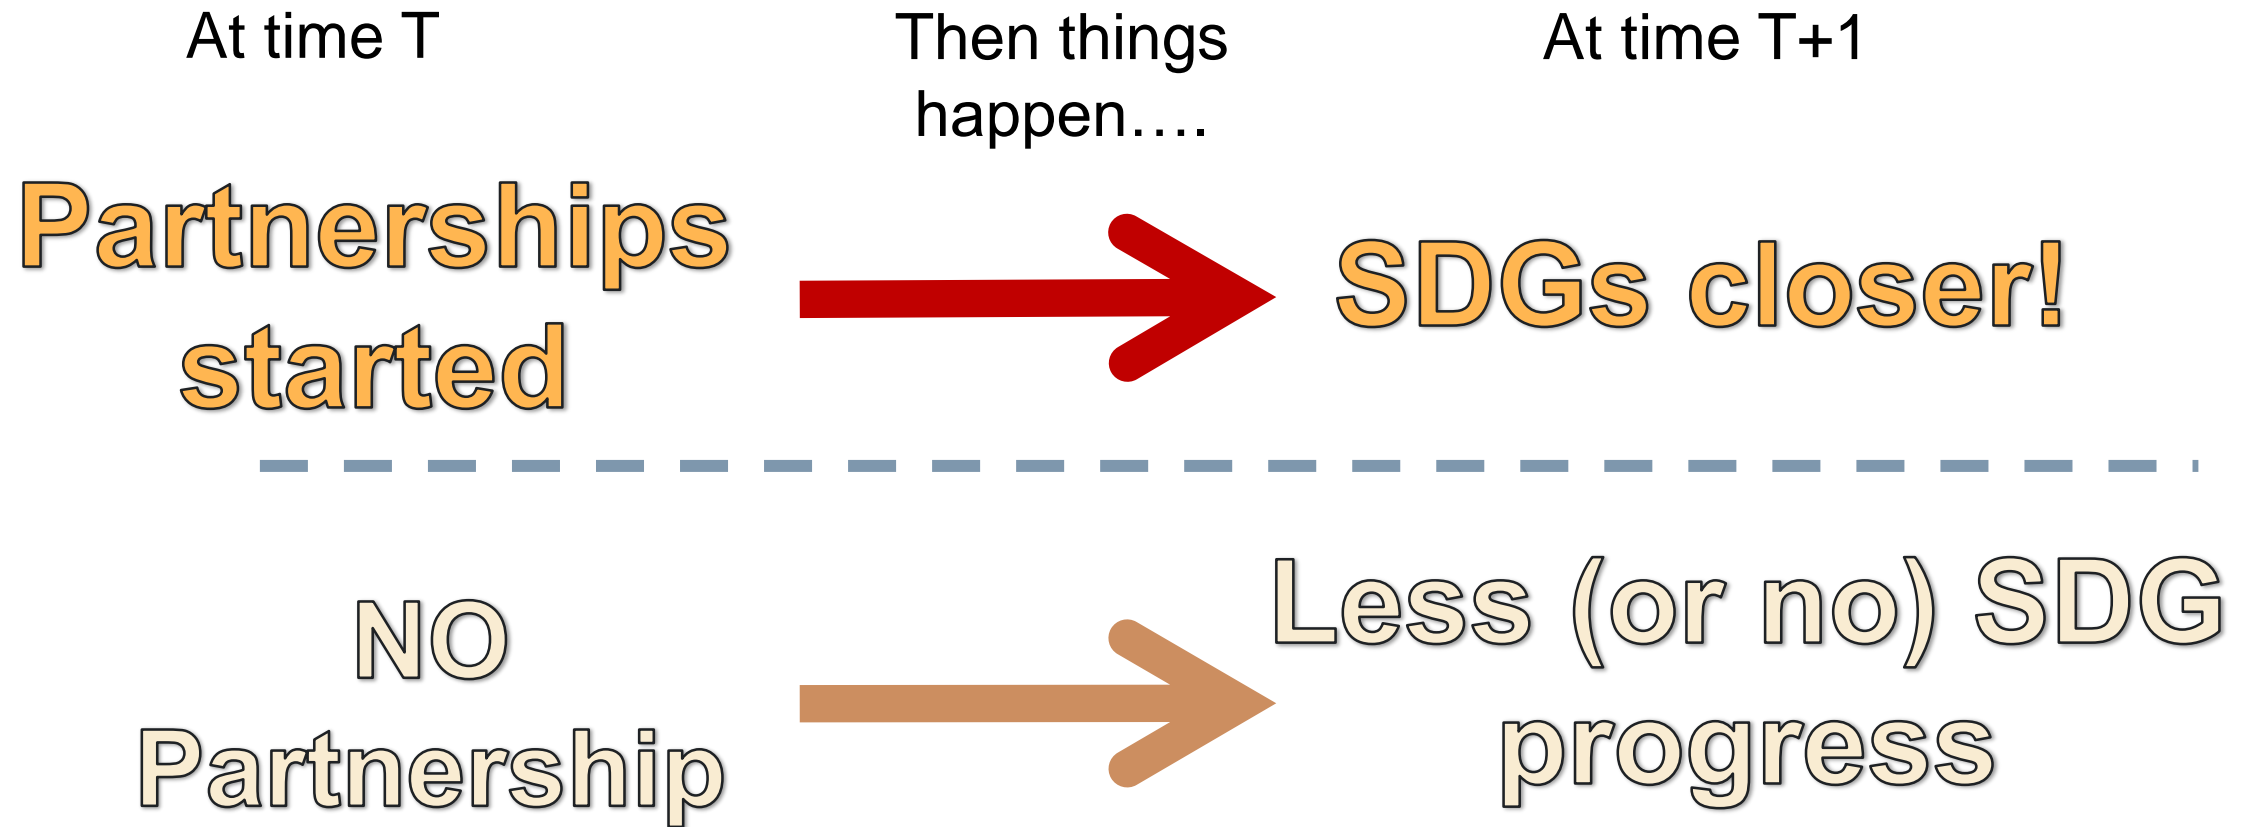 At time T
Then things
happen….
At time T+1
Partnerships
started
SDGs closer!
NO
Partnership
Less (or no) SDG
progress